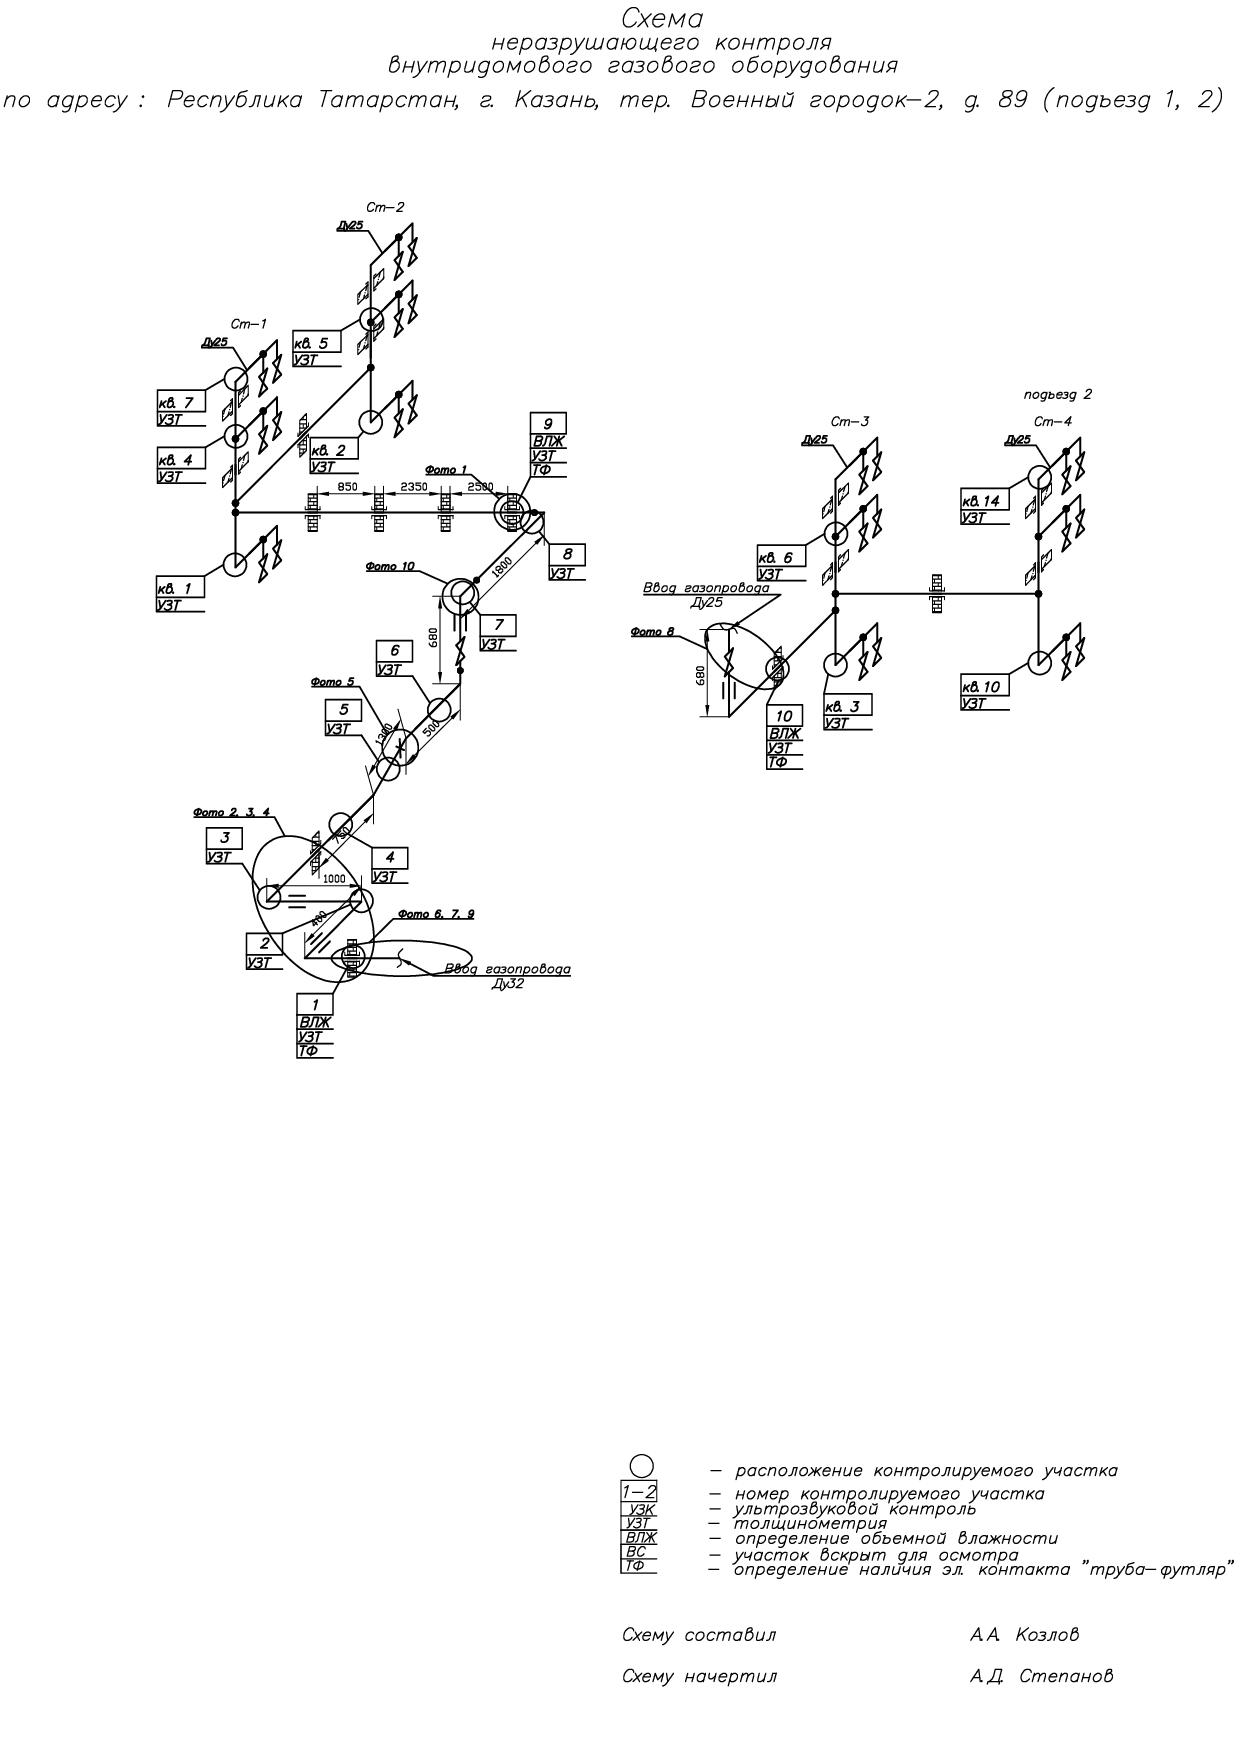 Схема
неразрушающего контроля
внутридомового газового оборудования
по адресу : Республика Татарстан, г. Казань, тер. Военный городок-2, д. 89 (подъезд 1, 2)
Ст-2
Ду25
Ст-1
Ду25
кв. 5
УЗТ
кв. 7
УЗТ
кв. 4
УЗТ
кв. 2
УЗТ
кв. 1
УЗТ
9
ВЛЖ
УЗТ
ТФ
Фото 1
850
2350
2500
8
УЗТ
1800
Фото 10
7
УЗТ
680
6
УЗТ
Фото 5
5
УЗТ
1300
500
Фото 2, 3, 4
3
УЗТ
750
4
УЗТ
1000
400
Фото 6, 7, 9
2
УЗТ
Ввод газопровода
Ду32
1
ВЛЖ
УЗТ
ТФ
подъезд 2
Ст-3
Ст-4
Ду25
Ду25
кв. 14
УЗТ
кв. 6
УЗТ
Ввод газопровода
Ду25
Фото 8
680
кв. 10
УЗТ
кв. 3
УЗТ
10
ВЛЖ
УЗТ
ТФ
– расположение контролируемого участка
1-2 – номер контролируемого участка
УЗК – ультрозвуковой контроль
УЗТ – толщинометрия
ВЛЖ – определение объемной влажности
ВС – участок вскрыт для осмотра
ТФ – определение наличия эл. контакта "труба-футляр"
Схему составил А.А. Козлов
Схему начертил А.Д. Степанов